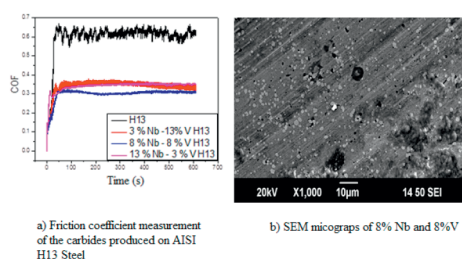 COF
0.7
0.6
0.5
0.4
0.3
0.2
0.1
0.0
H13
3 % Nb -13% V H13
8% Nb - 8% V H13
13 % Nb - 3 % V H13
0 100 200 300 400 500 600 700
Time (s)
20kV X1,000 10μm 14 50 SEI
a) Friction coefficient measurement
of the carbides produced on AISI
H13 Steel
b) SEM micograps of 8% Nb and 8%V